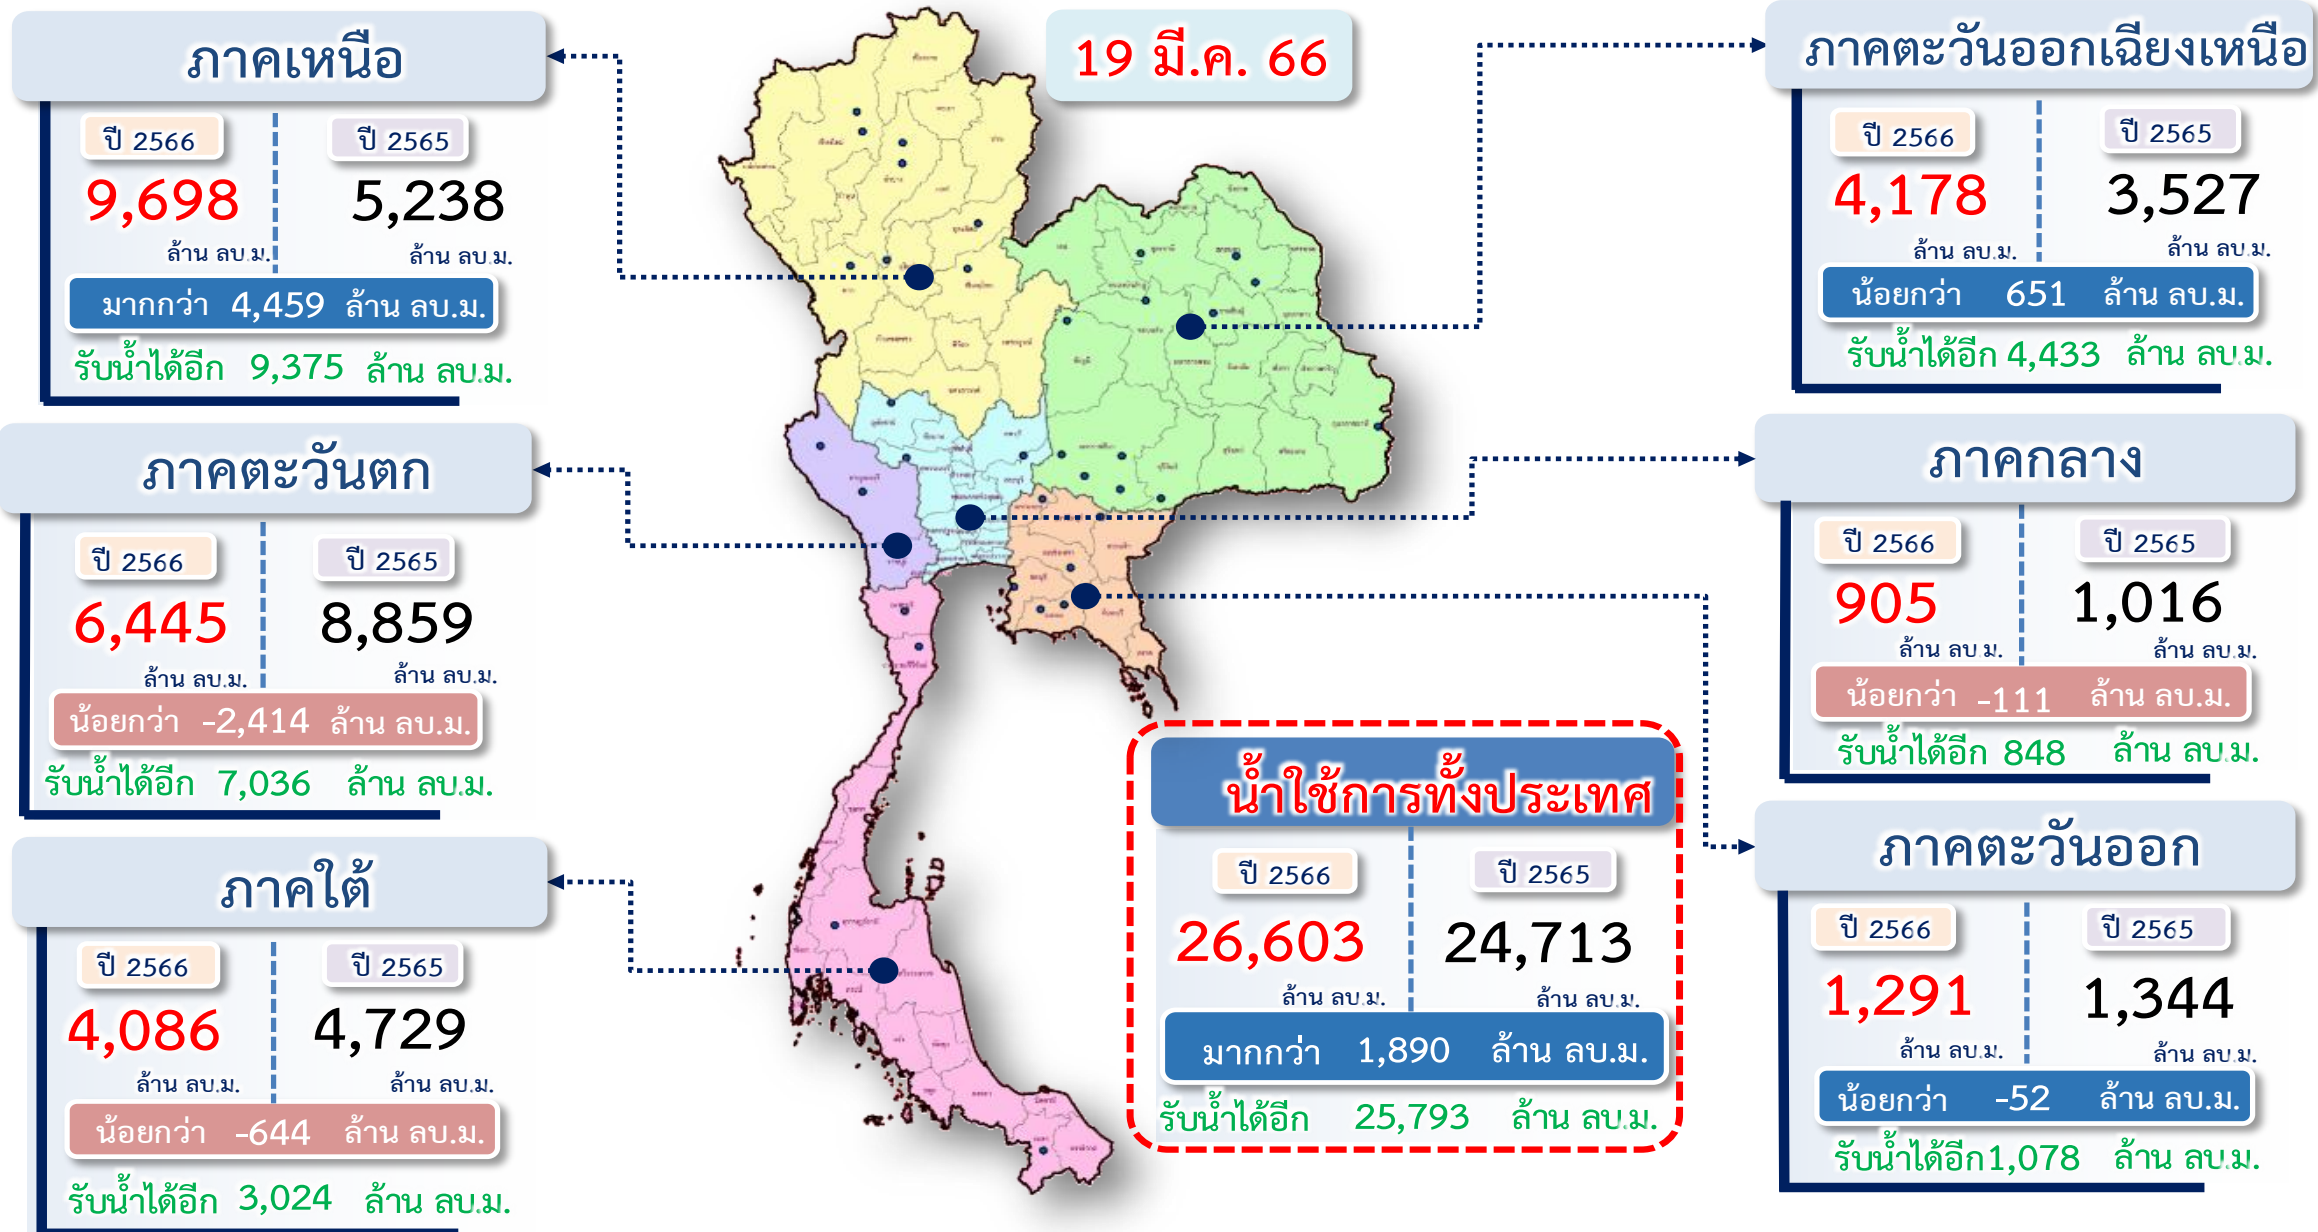 19 มี.ค. 66
ภาคเหนือ
ปี 2566
ปี 2565
9,698
5,238
ล้าน ลบ.ม.
ล้าน ลบ.ม.
มากกว่า 4,459 ล้าน ลบ.ม.
รับน้ำได้อีก 9,375 ล้าน ลบ.ม.
ภาคตะวันตก
ปี 2566
ปี 2565
6,445
8,859
ล้าน ลบ.ม.
ล้าน ลบ.ม.
น้อยกว่า -2,414 ล้าน ลบ.ม.
รับน้ำได้อีก 7,036 ล้าน ลบ.ม.
ภาคใต้
ปี 2566
ปี 2565
4,086
4,729
ล้าน ลบ.ม.
ล้าน ลบ.ม.
น้อยกว่า -644 ล้าน ลบ.ม.
รับน้ำได้อีก 3,024 ล้าน ลบ.ม.
น้ำใช้การทั้งประเทศ
ปี 2566
ปี 2565
26,603
24,713
ล้าน ลบ.ม.
ล้าน ลบ.ม.
มากกว่า 1,890 ล้าน ลบ.ม.
รับน้ำได้อีก 25,793 ล้าน ลบ.ม.
ภาคตะวันออกเฉียงเหนือ
ปี 2566
ปี 2565
4,178
3,527
ล้าน ลบ.ม.
ล้าน ลบ.ม.
น้อยกว่า 651 ล้าน ลบ.ม.
รับน้ำได้อีก 4,433 ล้าน ลบ.ม.
ภาคกลาง
ปี 2566
ปี 2565
905
1,016
ล้าน ลบ.ม.
ล้าน ลบ.ม.
น้อยกว่า -111 ล้าน ลบ.ม.
รับน้ำได้อีก 848 ล้าน ลบ.ม.
ภาคตะวันออก
ปี 2566
ปี 2565
1,291
1,344
ล้าน ลบ.ม.
ล้าน ลบ.ม.
น้อยกว่า -52 ล้าน ลบ.ม.
รับน้ำได้อีก 1,078 ล้าน ลบ.ม.